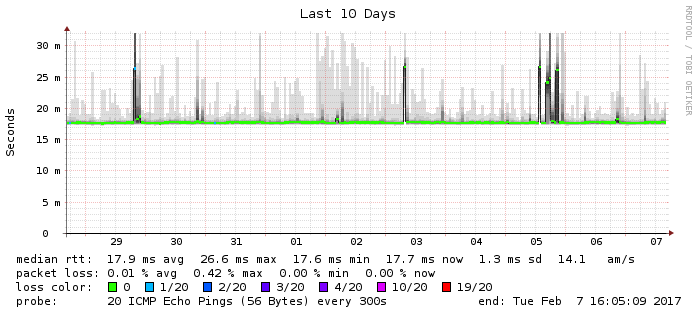 Last 10 Days
RRDTOOL / TOBI OETIKER
Seconds
30 m
25 m
20 m
15 m
10 m
5 m
0
29 30 31 01 02 03 04 05 06 07
median rtt: 17.9 ms avg 26.6 ms max 17.6 ms min 17.7 ms now 1.3 ms sd 14.1 am/s
packet loss: 0.01 % avg 0.42 % max 0.00 % min 0.00 % now
loss color: 0 1/20 2/20 3/20 4/20 10/20 19/20
probe: 20 ICMP Echo Pings (56 Bytes) every 300s end: Tue Feb 7 16:05:09 2017